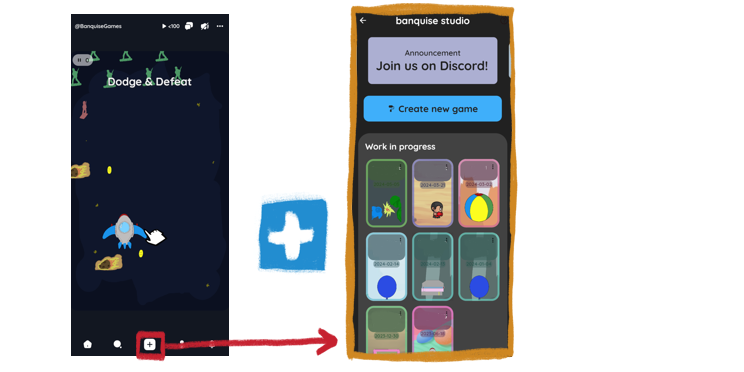 @BanquiseGames
<100
Dodge & Defeat
banquise studio
Announcement
Join us on Discord!
Create new game
Work in progress